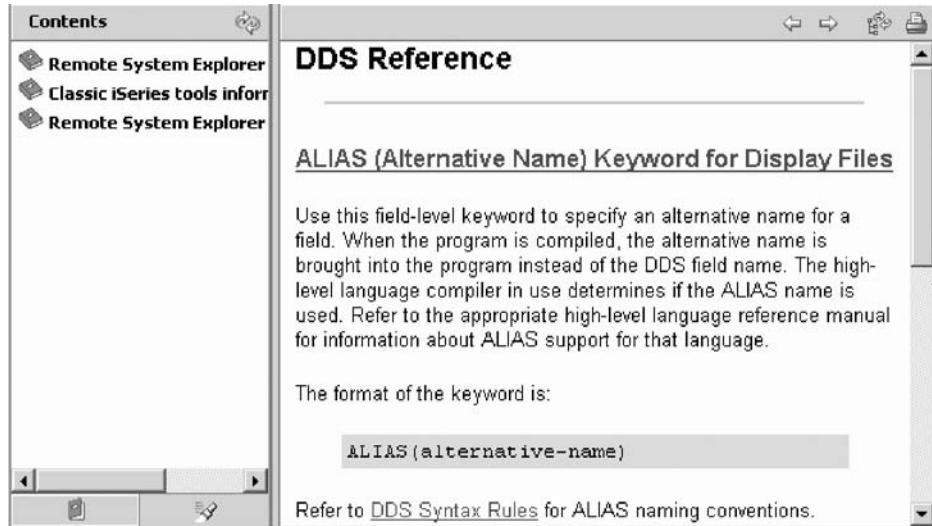 Contents
Remote System Explorer
Classic iSeries tools inforr
Remote System Explorer
DDS Reference
ALIAS (Alternative Name) Keyword for Display Files
Use this field-level keyword to specify an alternative name for a
field. When the program is compiled, the alternative name is
brought into the program instead of the DDS field name. The high-
level language compiler in use determines if the ALIAS name is
used. Refer to the appropriate high-level language reference manual
for information about ALIAS support for that language.
The format of the keyword is:
ALIAS(alternative-name)
Refer to DDS Syntax Rules for ALIAS naming conventions.